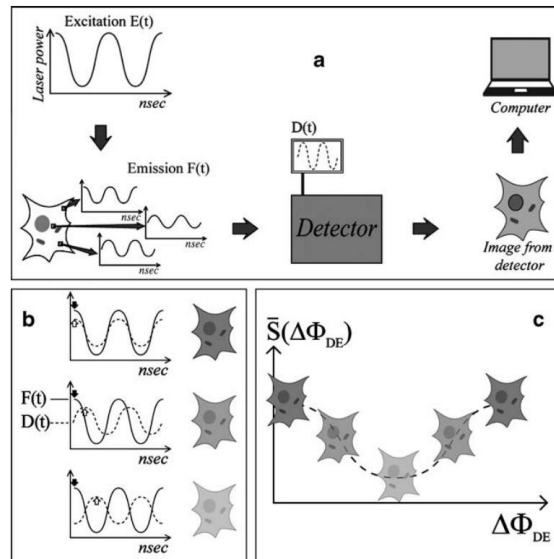 Excitation E(t)
Laser power
nsec
a
Computer
Emission F(t)
D(t)
nsec
nsec
nsec
Detector
Image from
detector
b
nsec
F(t)
D(t)
nsec
nsec
c
S̄(ΔΦDE)
ΔΦDE